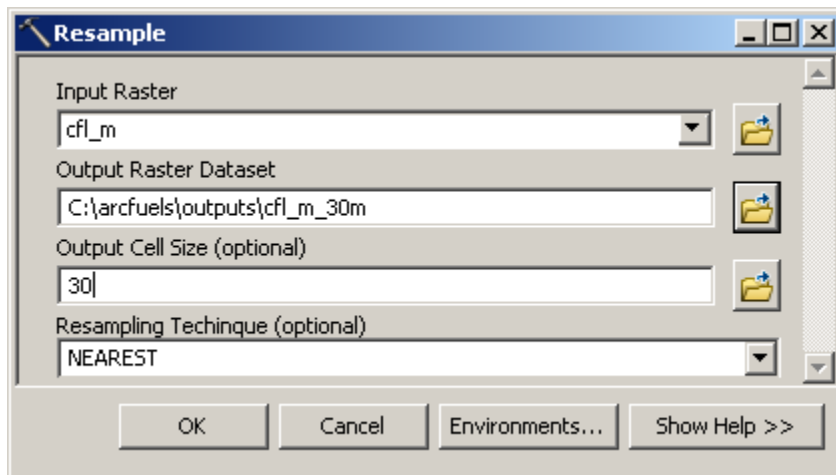 Resample
Input Raster
cfl_m
Output Raster Dataset
C:\arcfuels\outputs\cfl_m_30m
Output Cell Size (optional)
30
Resampling Techinque (optional)
NEAREST
OK Cancel Environments... Show Help >>